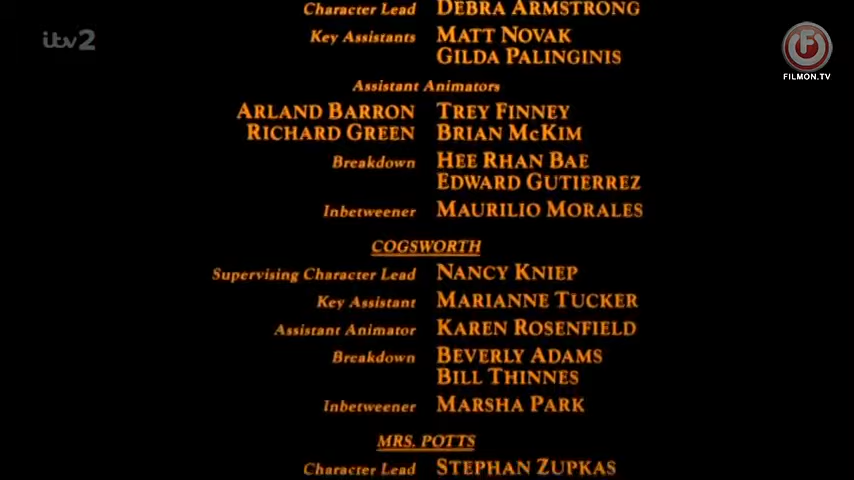 Character Lead DEBRA ARMSTRONG
itv2
Key Assistants MATT NOVAK
GILDA PALINGINIS
FILMON.TV
Assistant Animators
ARLAND BARRON TREY FINNEY
RICHARD GREEN BRIAN MCKIM
Breakdown HEE RHAN BAE
EDWARD GUTIERREZ
Inbetweener MAURILIO MORALES
COGSWORTH
Supervising Character Lead NANCY KNIEP
Key Assistant MARIANNE TUCKER
Assistant Animator KAREN ROSENFIELD
Breakdown BEVERLY ADAMS
BILL THINNES
Inbetweener MARSHA PARK
MRS. POTTS
Character Lead STEPHAN ZUPKAS